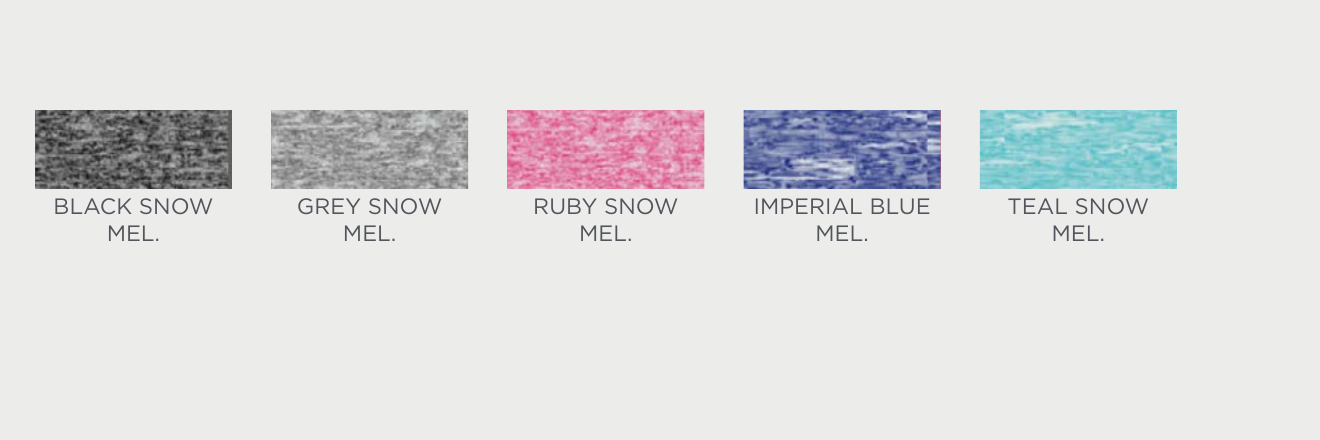 BLACK SNOW
MEL.
GREY SNOW
MEL.
RUBY SNOW
MEL.
IMPERIAL BLUE
MEL.
TEAL SNOW
MEL.